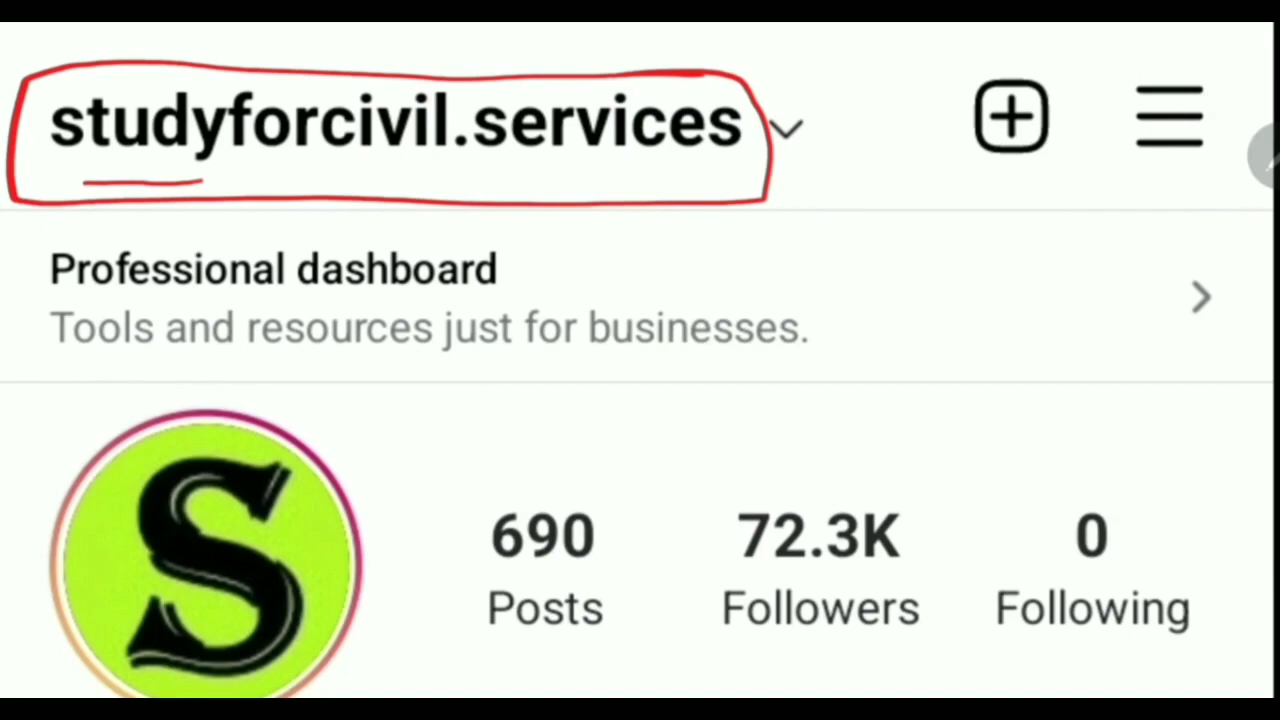 studyforcivil.services
Professional dashboard
Tools and resources just for businesses.
S
690 72.3K 0
Posts Followers Following